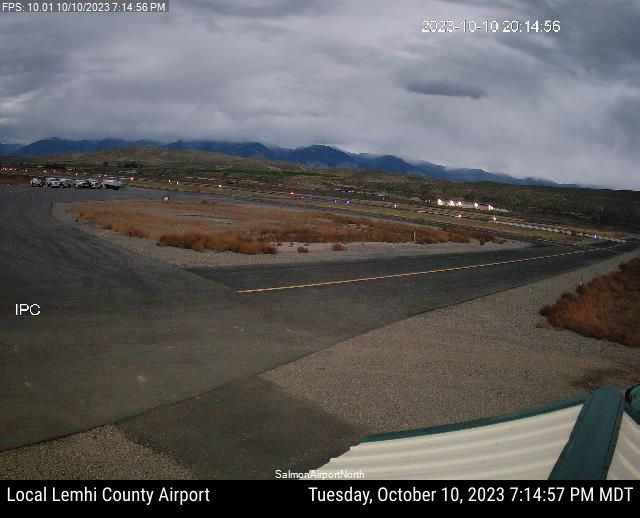 FPS: 10.01 10/10/2023 7:14:56 PM
2023-10-10 20:14:56
IPC
SalmonAirportNorth
Local Lemhi County Airport Tuesday, October 10, 2023 7:14:57 PM MDT